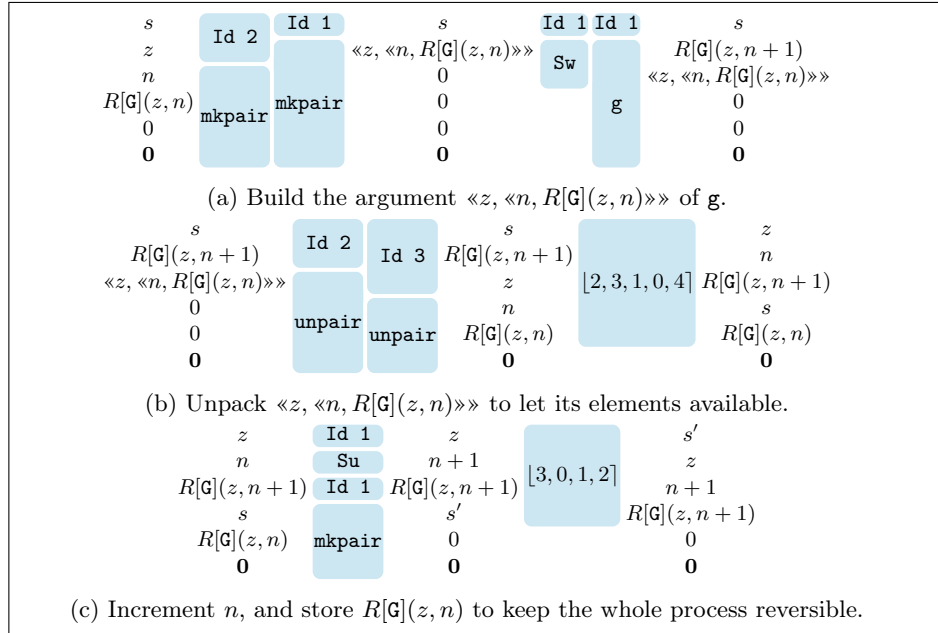 s Id 2 Id 1 s Id 1 Id 1 s
z «z, «n, R[G](z, n)»» Sw R[G](z, n + 1)
n 0 «z, «n, R[G](z, n)»»
R[G](z, n) mkpair mkpair 0 g 0
0 0 0
0 0 0
(a) Build the argument «z, «n, R[G](z, n)»» of g.
s Id 2 s z
R[G](z, n + 1) Id 3 R[G](z, n + 1) n
«z, «n, R[G](z, n)»» z ⌊2, 3, 1, 0, 4⌉ R[G](z, n + 1)
0 unpair n s
0 unpair R[G](z, n) R[G](z, n)
0 0 0
(b) Unpack «z, «n, R[G](z, n)»» to let its elements available.
z Id 1 z s′
n Su n + 1 z
R[G](z, n + 1) Id 1 R[G](z, n + 1) ⌊3, 0, 1, 2⌉ n + 1
s s′ R[G](z, n + 1)
R[G](z, n) mkpair 0 0
0 0 0
(c) Increment n, and store R[G](z, n) to keep the whole process reversible.